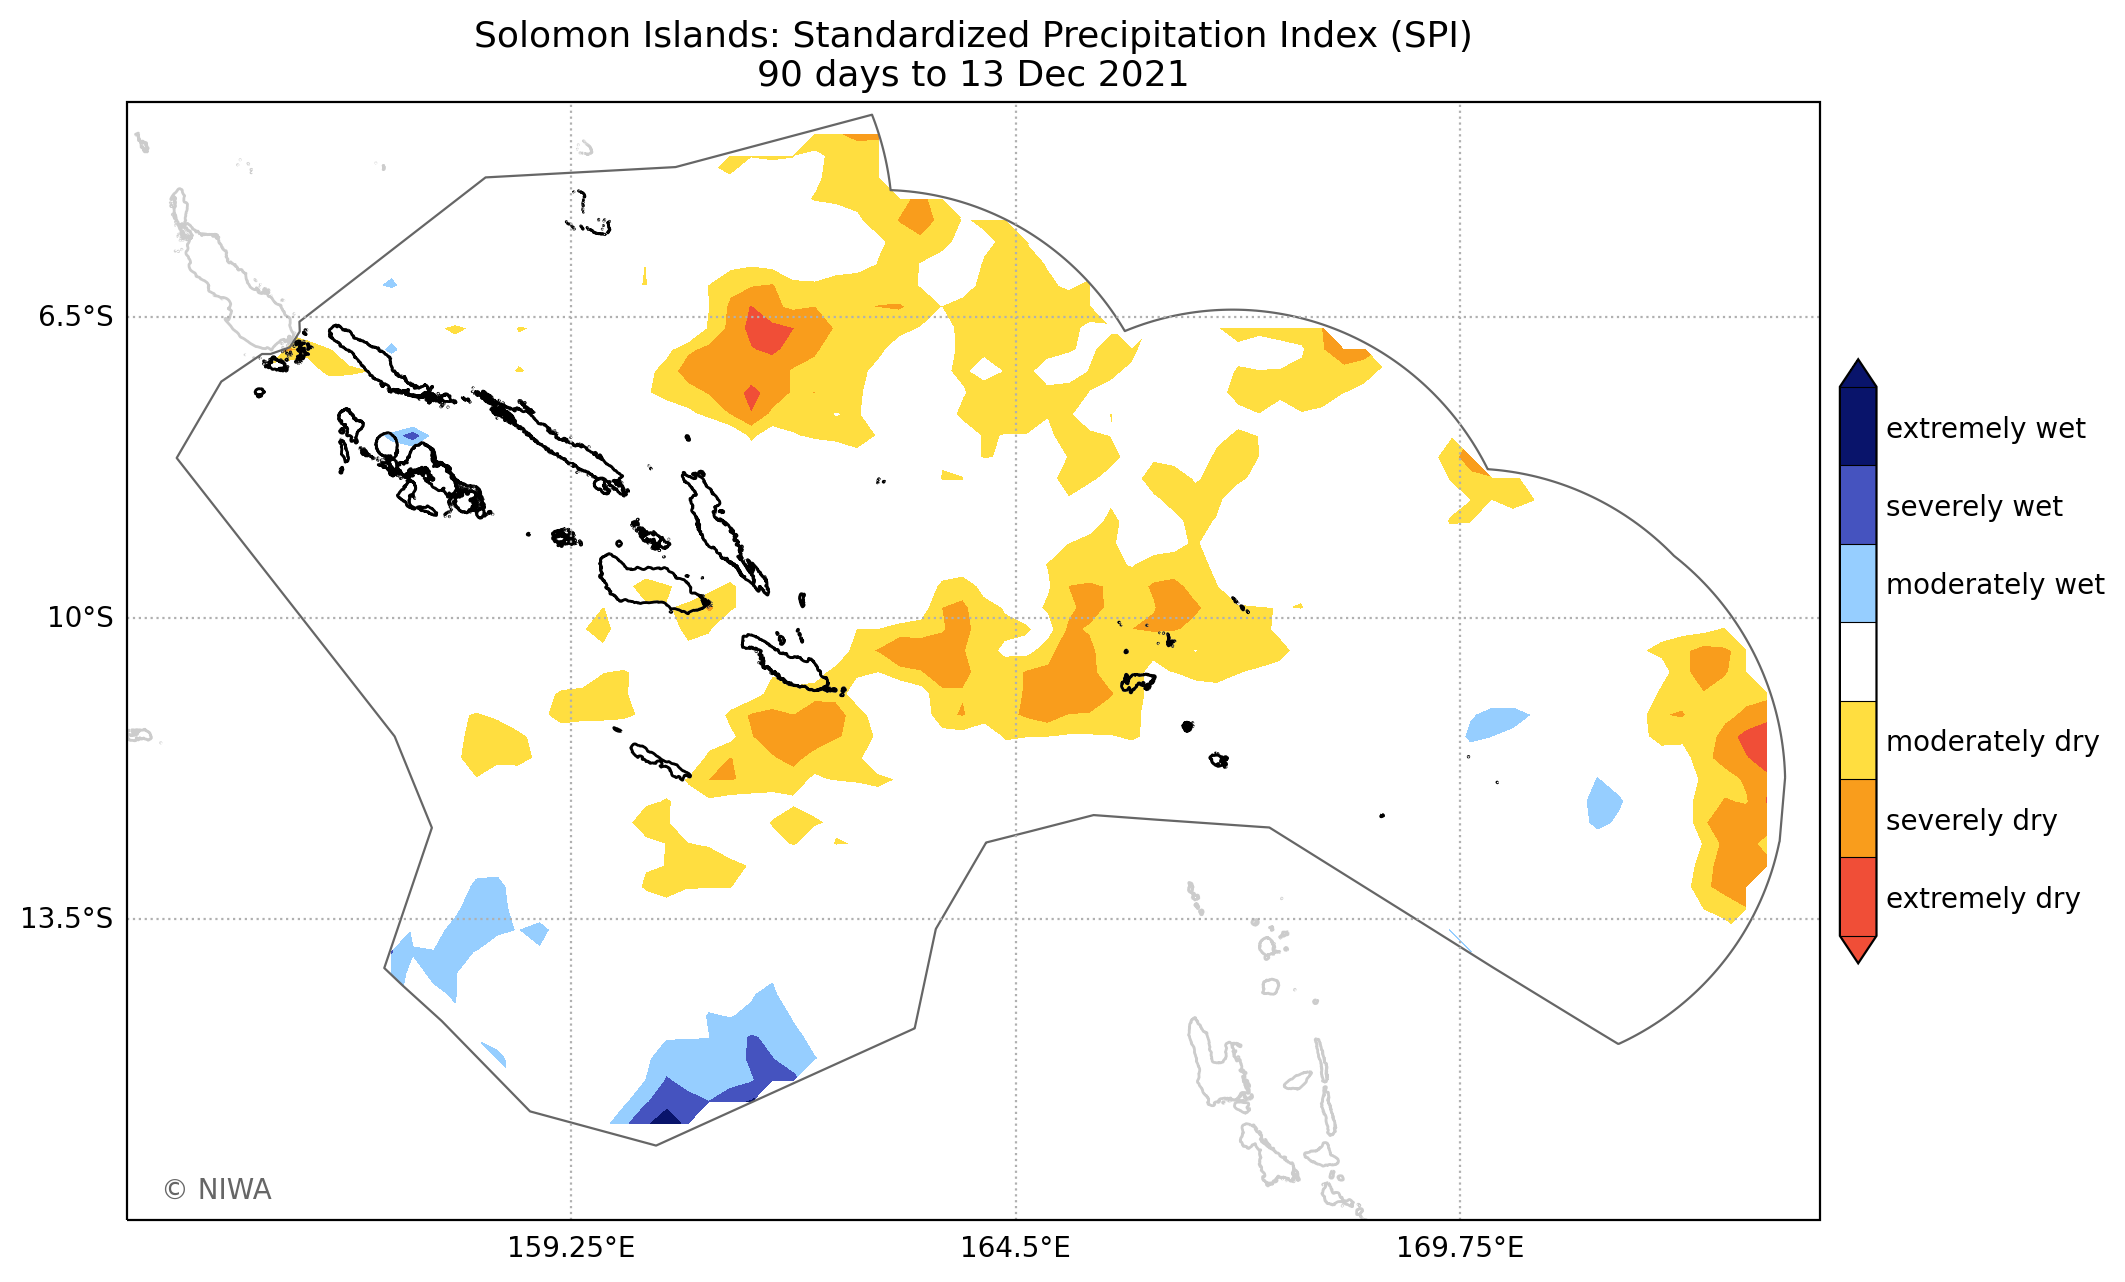 Solomon Islands: Standardized Precipitation Index (SPI)
90 days to 13 Dec 2021
6.5°S
10°S
13.5°S
159.25°E
164.5°E
169.75°E
extremely wet
severely wet
moderately wet
moderately dry
severely dry
extremely dry
© NIWA